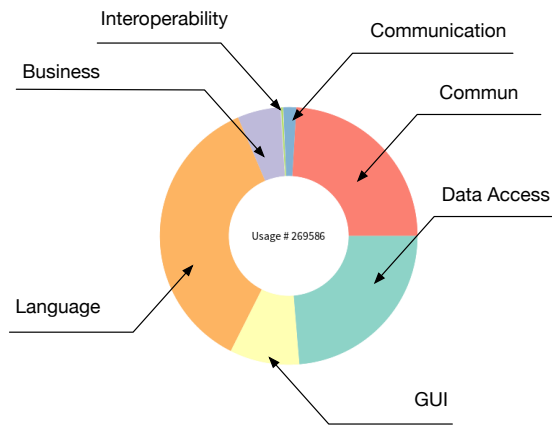 Interoperability
Communication
Business
Commun
Data Access
Usage # 269586
Language
GUI